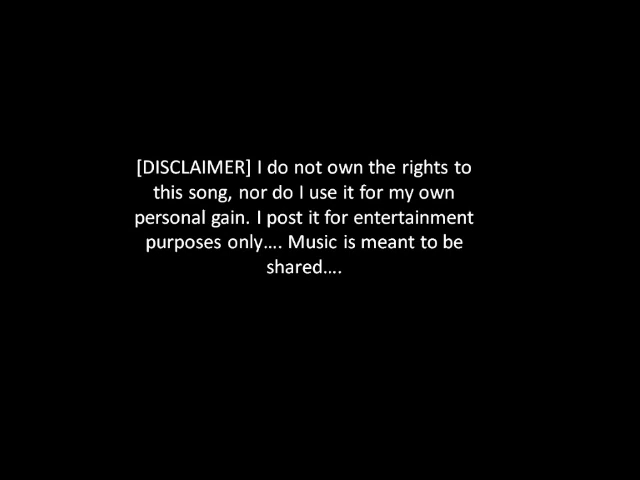 [DISCLAIMER] I do not own the rights to
this song, nor do I use it for my own
personal gain. I post it for entertainment
purposes only.... Music is meant to be
shared....